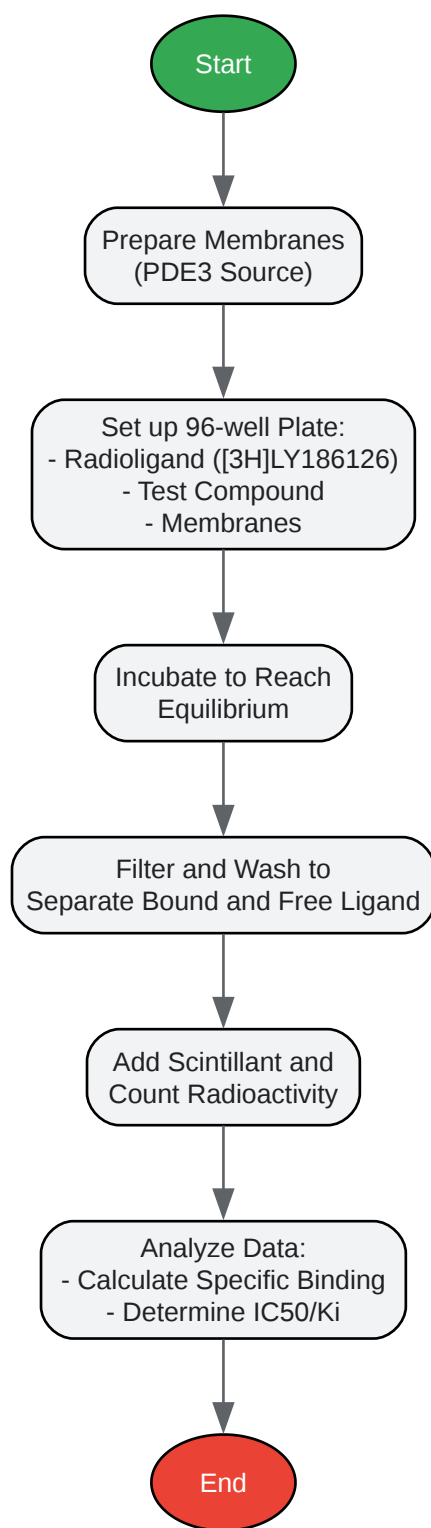 Start
Prepare Membranes
(PDE3 Source)
Set up 96-well Plate:
- Radioligand ([3H]LY186126)
- Test Compound
- Membranes
Incubate to Reach
Equilibrium
Filter and Wash to
Separate Bound and Free Ligand
Add Scintillant and
Count Radioactivity
Analyze Data:
- Calculate Specific Binding
- Determine IC50/Ki
End